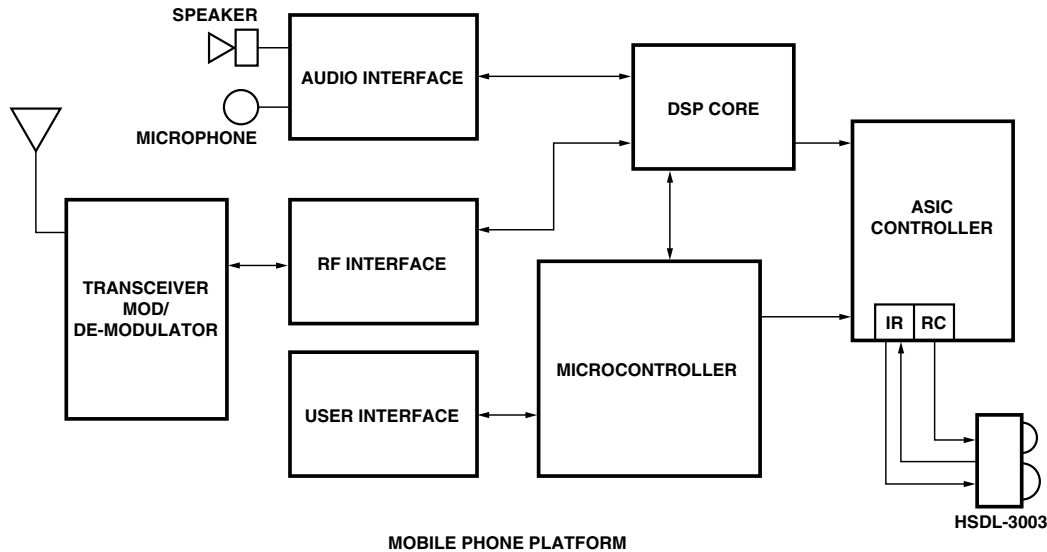 SPEAKER
AUDIO INTERFACE
MICROPHONE
DSP CORE
ASIC
CONTROLLER
RF INTERFACE
TRANSCEIVER
MOD/
DE-MODULATOR
IR
RC
MICROCONTROLLER
USER INTERFACE
HSDL-3003
MOBILE PHONE PLATFORM